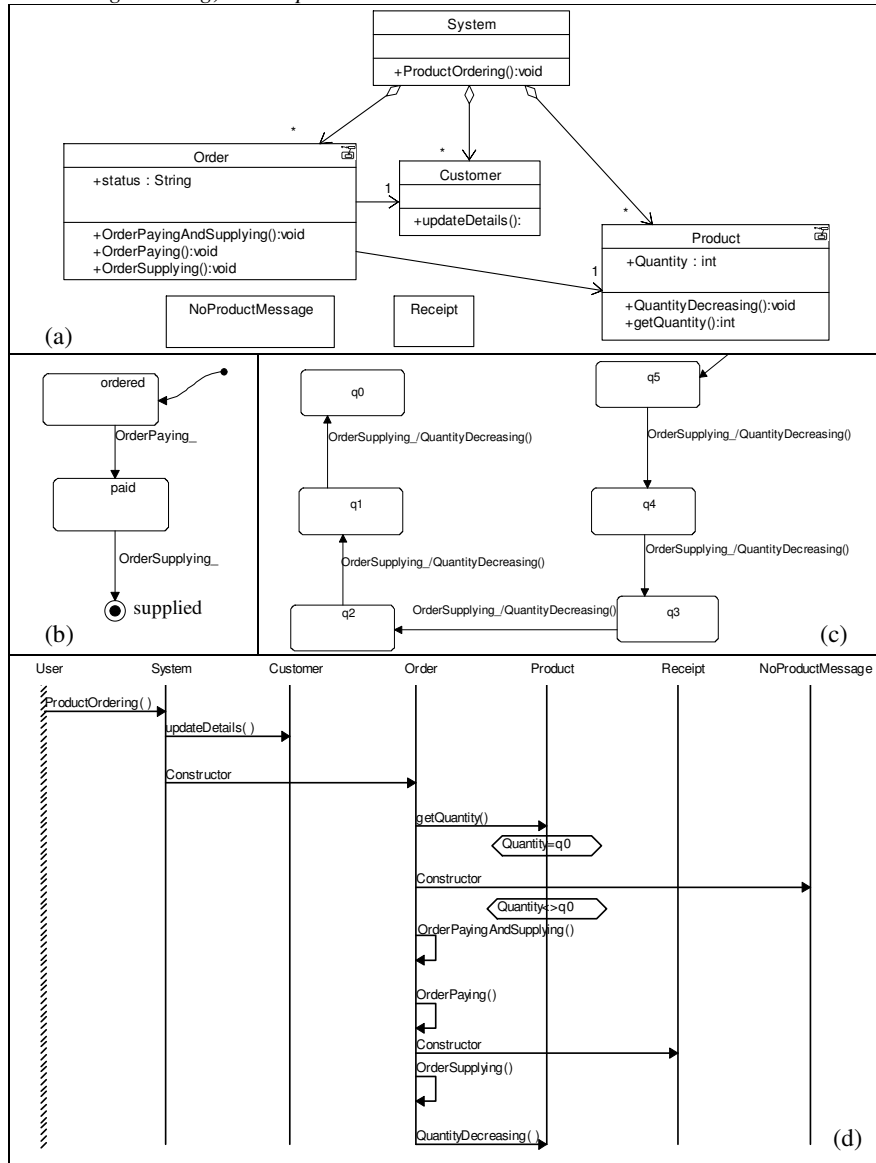 System
+ProductOrdering():void
*
*
*
Order
+status : String
+OrderPayingAndSupplying():void
+OrderPaying():void
+OrderSupplying():void
1
Customer
+updateDetails():
1
Product
+Quantity : int
+QuantityDecreasing():void
+getQuantity():int
NoProductMessage
Receipt
(a)
ordered
OrderPaying_
paid
OrderSupplying_
supplied
(b)
q0
OrderSupplying_/QuantityDecreasing()
q1
OrderSupplying_/QuantityDecreasing()
q2
OrderSupplying_/QuantityDecreasing()
q5
OrderSupplying_/QuantityDecreasing()
q4
OrderSupplying_/QuantityDecreasing()
q3
(c)
User System Customer Order Product Receipt NoProductMessage
ProductOrdering( )
updateDetails( )
Constructor
getQuantity()
Quantity=q0
Constructor
Quantity<>q0
OrderPayingAndSupplying()
OrderPaying()
Constructor
OrderSupplying()
QuantityDecreasing( )
(d)